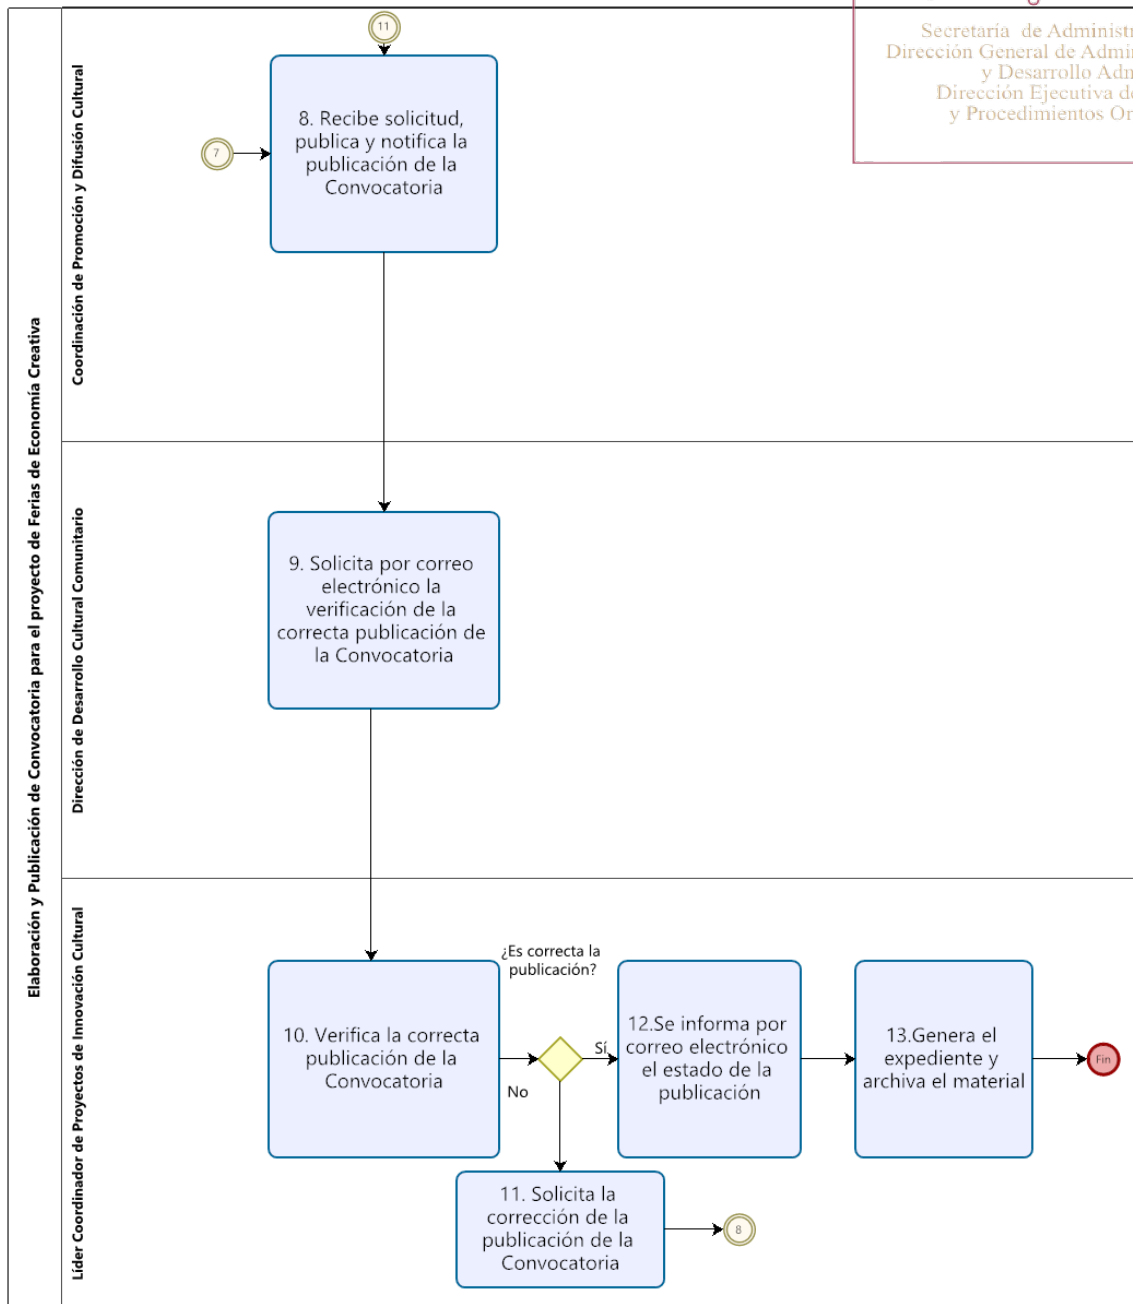 Secretaría de
Dirección General de
y Desarrollo
Dirección Ejecutiva
y Procedimientos
Elaboración y Publicación de Convocatoria para el proyecto de Ferias de Economía Creativa
Coordinación de Promoción y Difusión Cultural
11
7
8. Recibe solicitud,
publica y notifica la
publicación de la
Convocatoria
Dirección de Desarrollo Cultural Comunitario
9. Solicita por correo
electrónico la
verificación de la
correcta publicación de
la Convocatoria
Líder Coordinador de Proyectos de Innovación Cultural
10. Verifica la correcta
publicación de la
Convocatoria
¿Es correcta la
publicación?
Sí
No
12.Se informa por
correo electrónico
el estado de la
publicación
13.Genera el
expediente y
archiva el material
Fin
11. Solicita la
corrección de la
publicación de la
Convocatoria
8